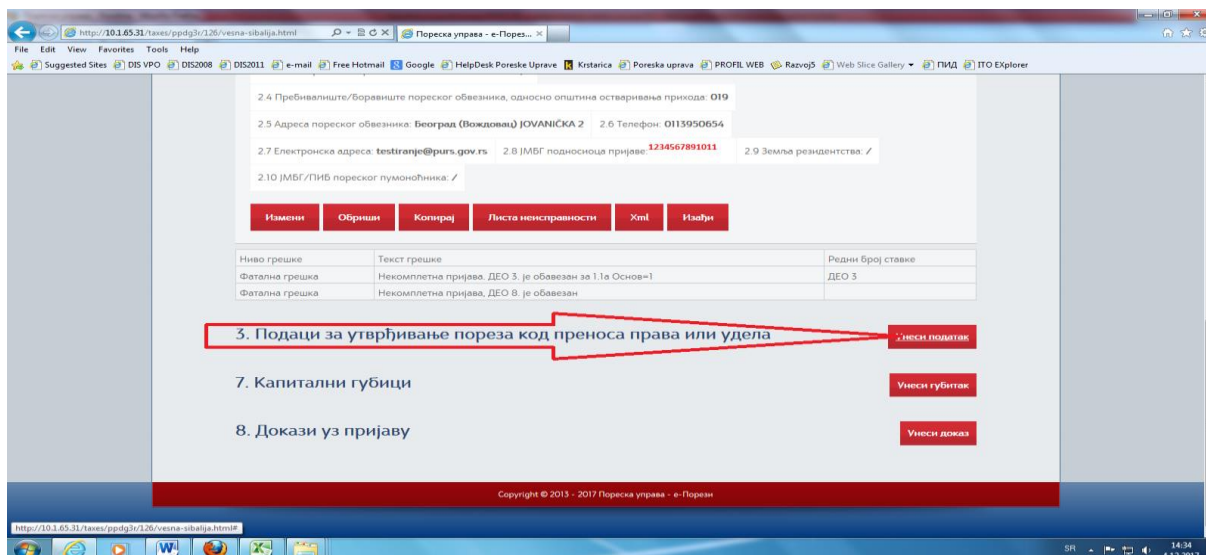 http://10.1.65.31/taxes/ppdg3r/126/vesna-sibalija.html
Пореска управа - е-Порез...
File Edit View Favorites Tools Help
Suggested Sites DIS VPO DIS2008 DIS2011 e-mail Free Hotmail Google HelpDesk Poreske Uprave Krstarica Poreska uprava PROFIL WEB Razvoj5 Web Slice Gallery ПИД ITO EXplorer
2.4 Пребивалиште/боравиште пореског обвезника, односно општина остваривања прихода: 019
2.5 Адреса пореског обвезника: Београд (Вождовац) JOVANIČKA 2 2.6 Телефон: 0113950654
2.7 Електронска адреса: testiranje@purs.gov.rs 2.8 ЈМБГ подносиоца пријаве: 1234567891011 2.9 Земља резидентства: /
2.10 ЈМБГ/ПИБ пореског пуномоћника: /
Измени Обриши Копирај Листа неисправности Xml Изађи
Ниво грешке Текст грешке Редни број ставке
Фатална грешка Некомплетна пријава, ДЕО 3. је обавезан за 1.1а Основ=1 ДЕО 3
Фатална грешка Некомплетна пријава, ДЕО 8. је обавезан
3. Подаци за утврђивање пореза код преноса права или удела Унеси податак
7. Капитални губици Унеси губитак
8. Докази уз пријаву Унеси доказ
Copyright © 2013 - 2017 Пореска управа - е-Порези
http://10.1.65.31/taxes/ppdg3r/126/vesna-sibalija.html#
SR 14:34
4.12.2017